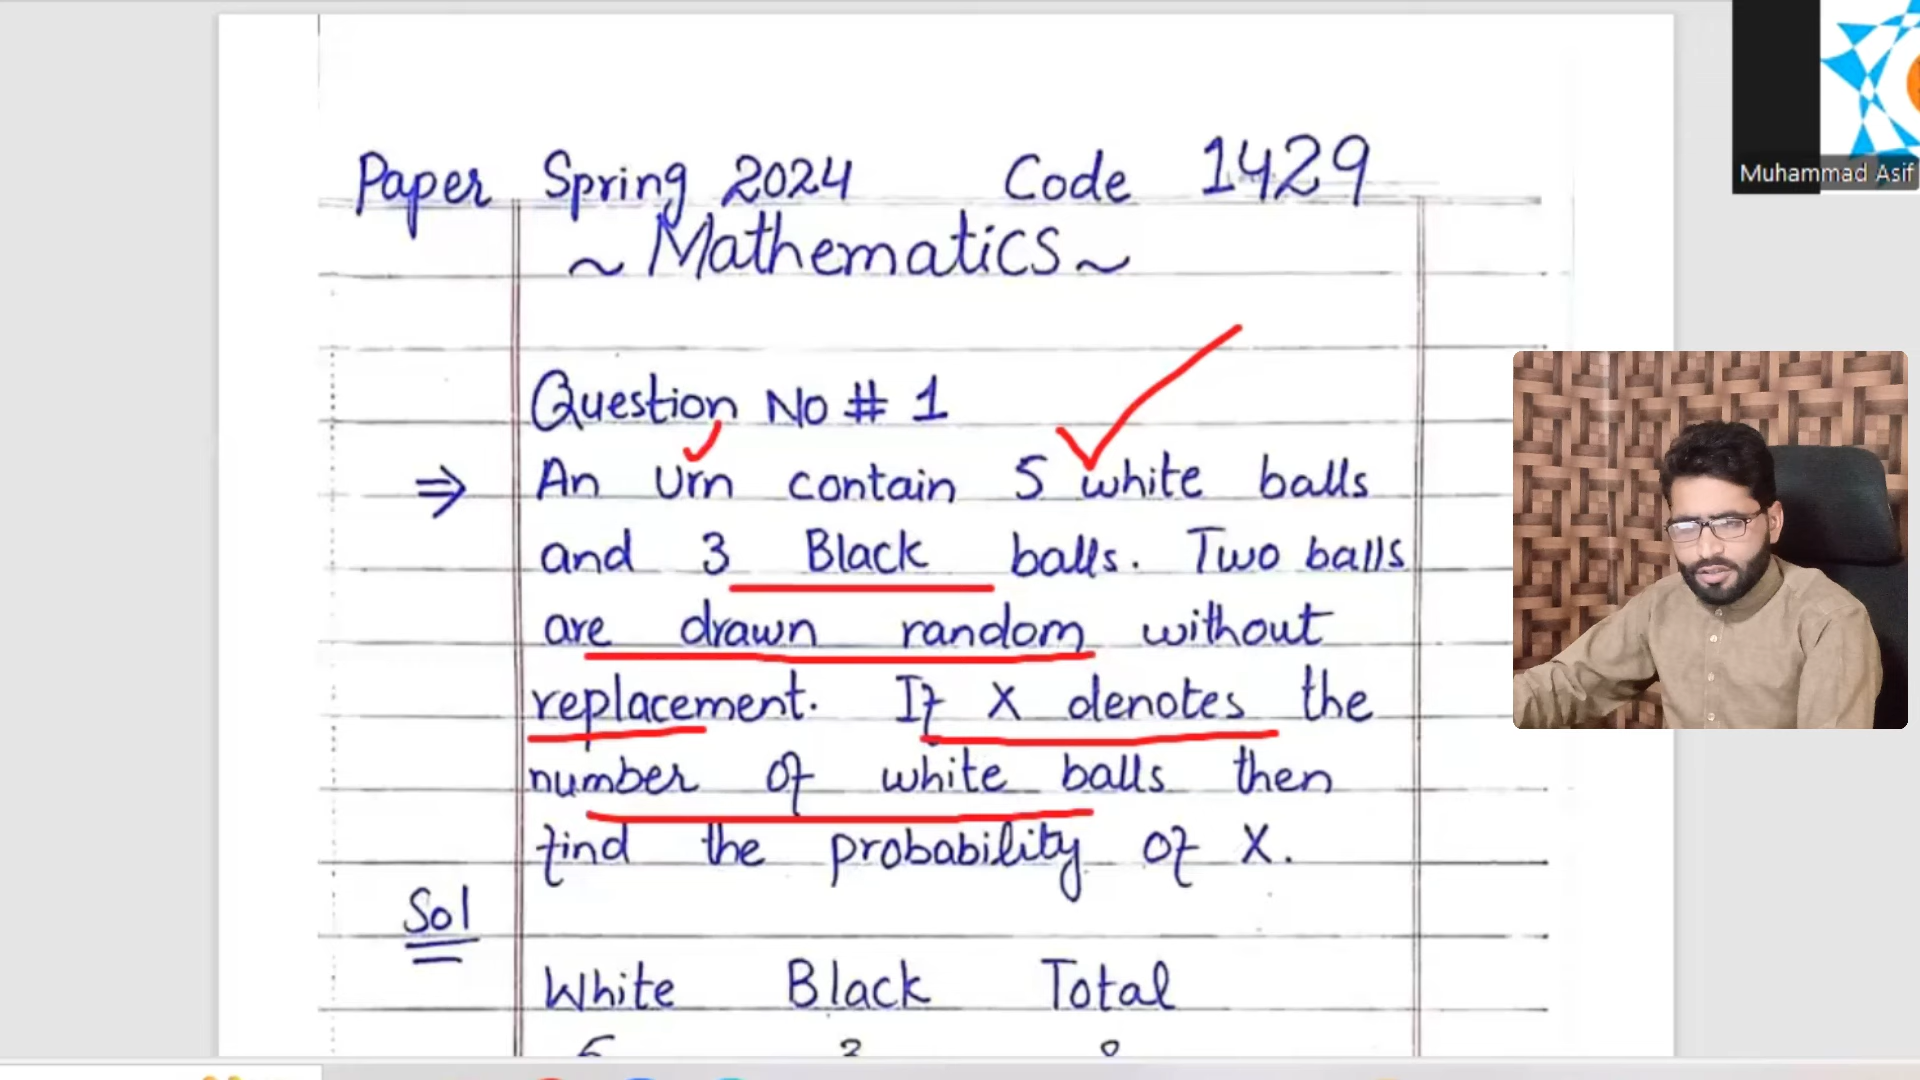 Paper Spring 2024 Code 1429
~ Mathematics ~
Question No # 1
⇒ An Urn contain 5 white balls
and 3 Black balls. Two balls
are drawn random without
replacement. If X denotes the
number of white balls then
find the probability of X.
Sol
White Black Total
Muhammad Asif